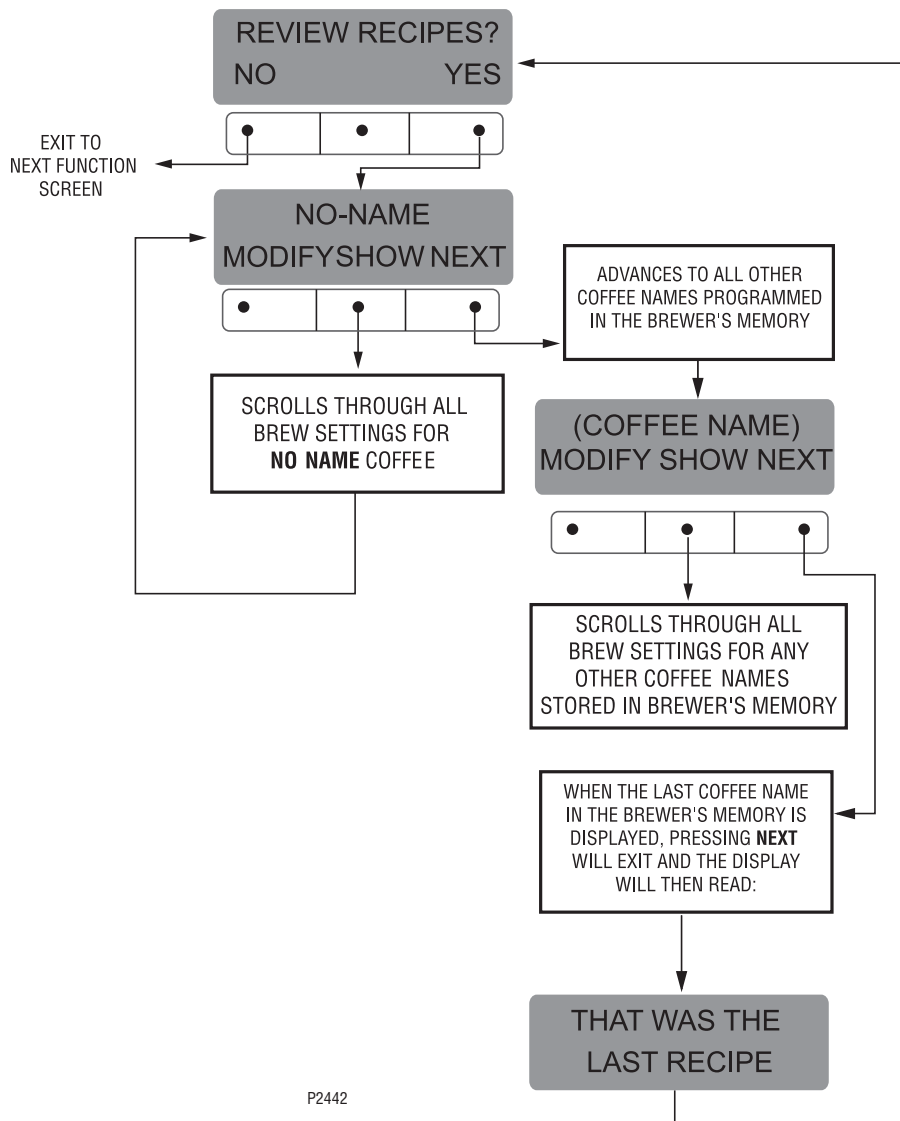 REVIEW RECIPES?
NO YES
EXIT TO
NEXT FUNCTION
SCREEN
NO-NAME
MODIFYSHOW NEXT
ADVANCES TO ALL OTHER
COFFEE NAMES PROGRAMMED
IN THE BREWER'S MEMORY
SCROLLS THROUGH ALL
BREW SETTINGS FOR
NO NAME COFFEE
(COFFEE NAME)
MODIFY SHOW NEXT
SCROLLS THROUGH ALL
BREW SETTINGS FOR ANY
OTHER COFFEE NAMES
STORED IN BREWER'S MEMORY
WHEN THE LAST COFFEE NAME
IN THE BREWER'S MEMORY IS
DISPLAYED, PRESSING NEXT
WILL EXIT AND THE DISPLAY
WILL THEN READ:
THAT WAS THE
LAST RECIPE
P2442